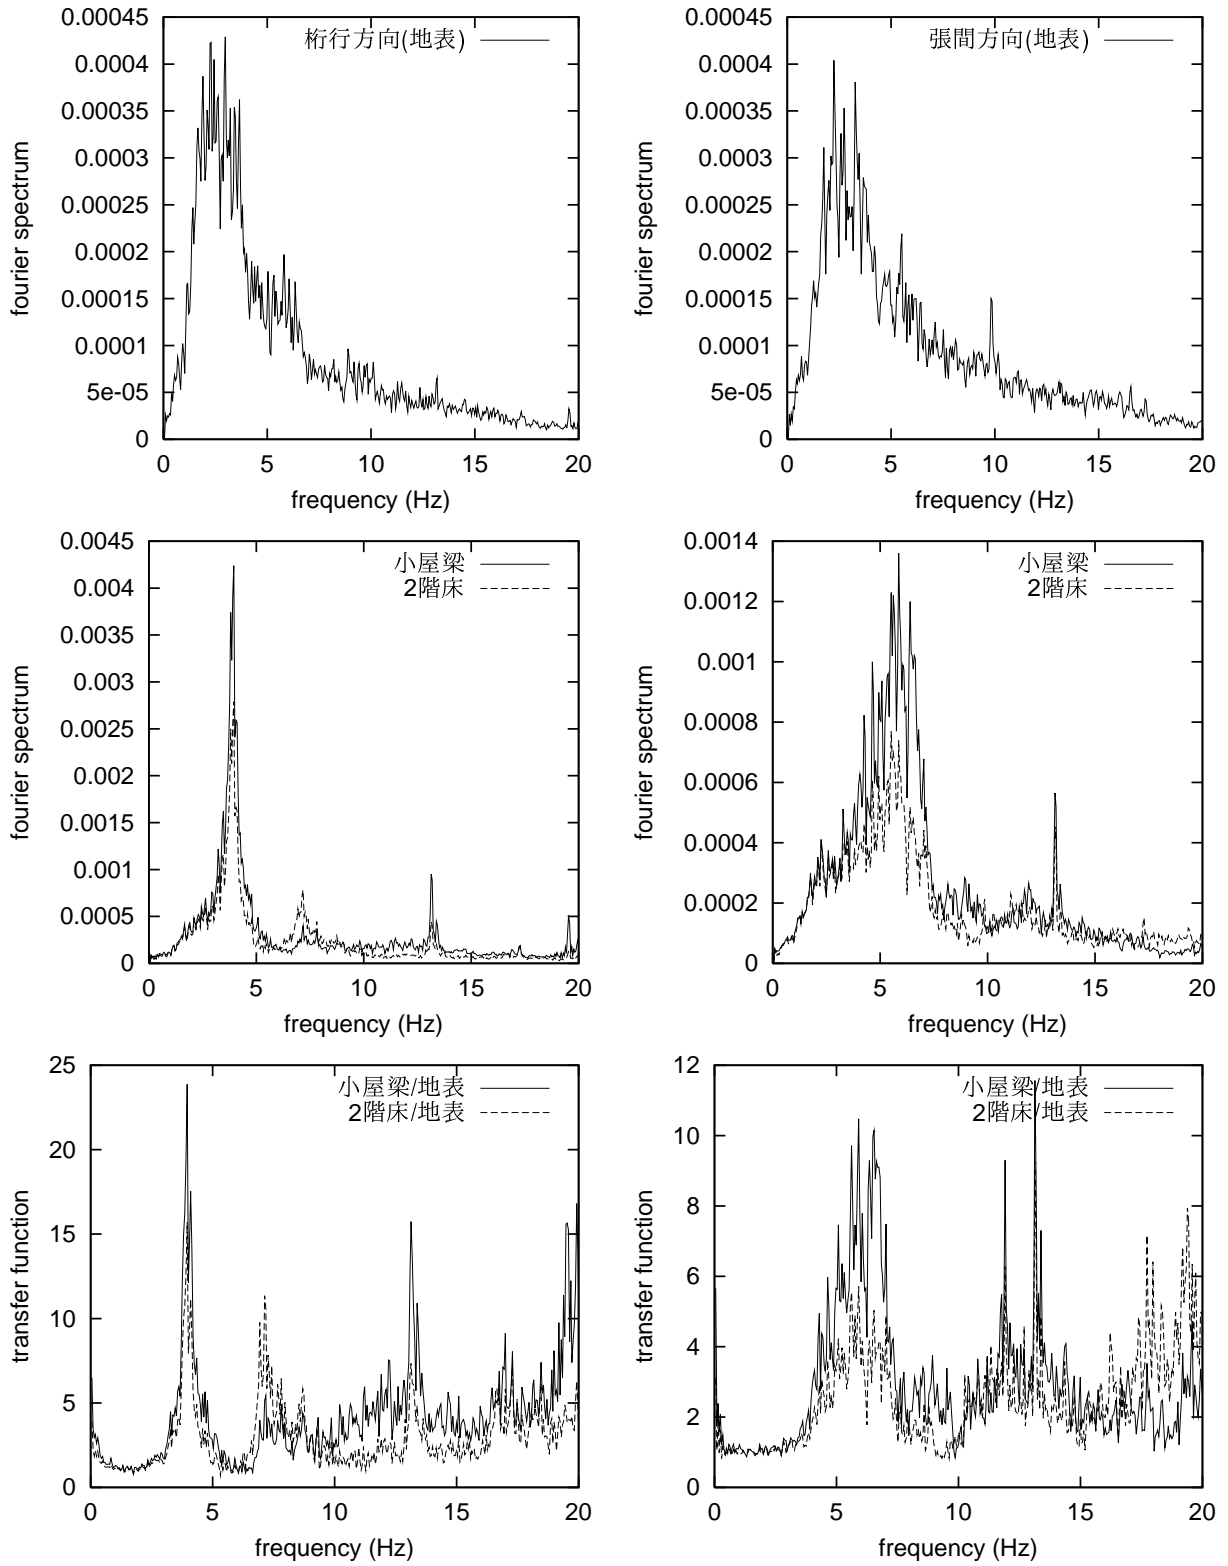 0.00045
0.0004
0.00035
0.0003
0.00025
0.0002
0.00015
0.0001
5e-05
0
fourier spectrum
桁行方向(地表)
0 5 10 15 20
frequency (Hz)
0.00045
0.0004
0.00035
0.0003
0.00025
0.0002
0.00015
0.0001
5e-05
0
fourier spectrum
張間方向(地表)
0 5 10 15 20
frequency (Hz)
0.0045
0.004
0.0035
0.003
0.0025
0.002
0.0015
0.001
0.0005
0
fourier spectrum
小屋梁
2階床
0 5 10 15 20
frequency (Hz)
0.0014
0.0012
0.001
0.0008
0.0006
0.0004
0.0002
0
fourier spectrum
小屋梁
2階床
0 5 10 15 20
frequency (Hz)
25
20
15
10
5
0
transfer function
小屋梁/地表
2階床/地表
0 5 10 15 20
frequency (Hz)
12
10
8
6
4
2
0
transfer function
小屋梁/地表
2階床/地表
0 5 10 15 20
frequency (Hz)